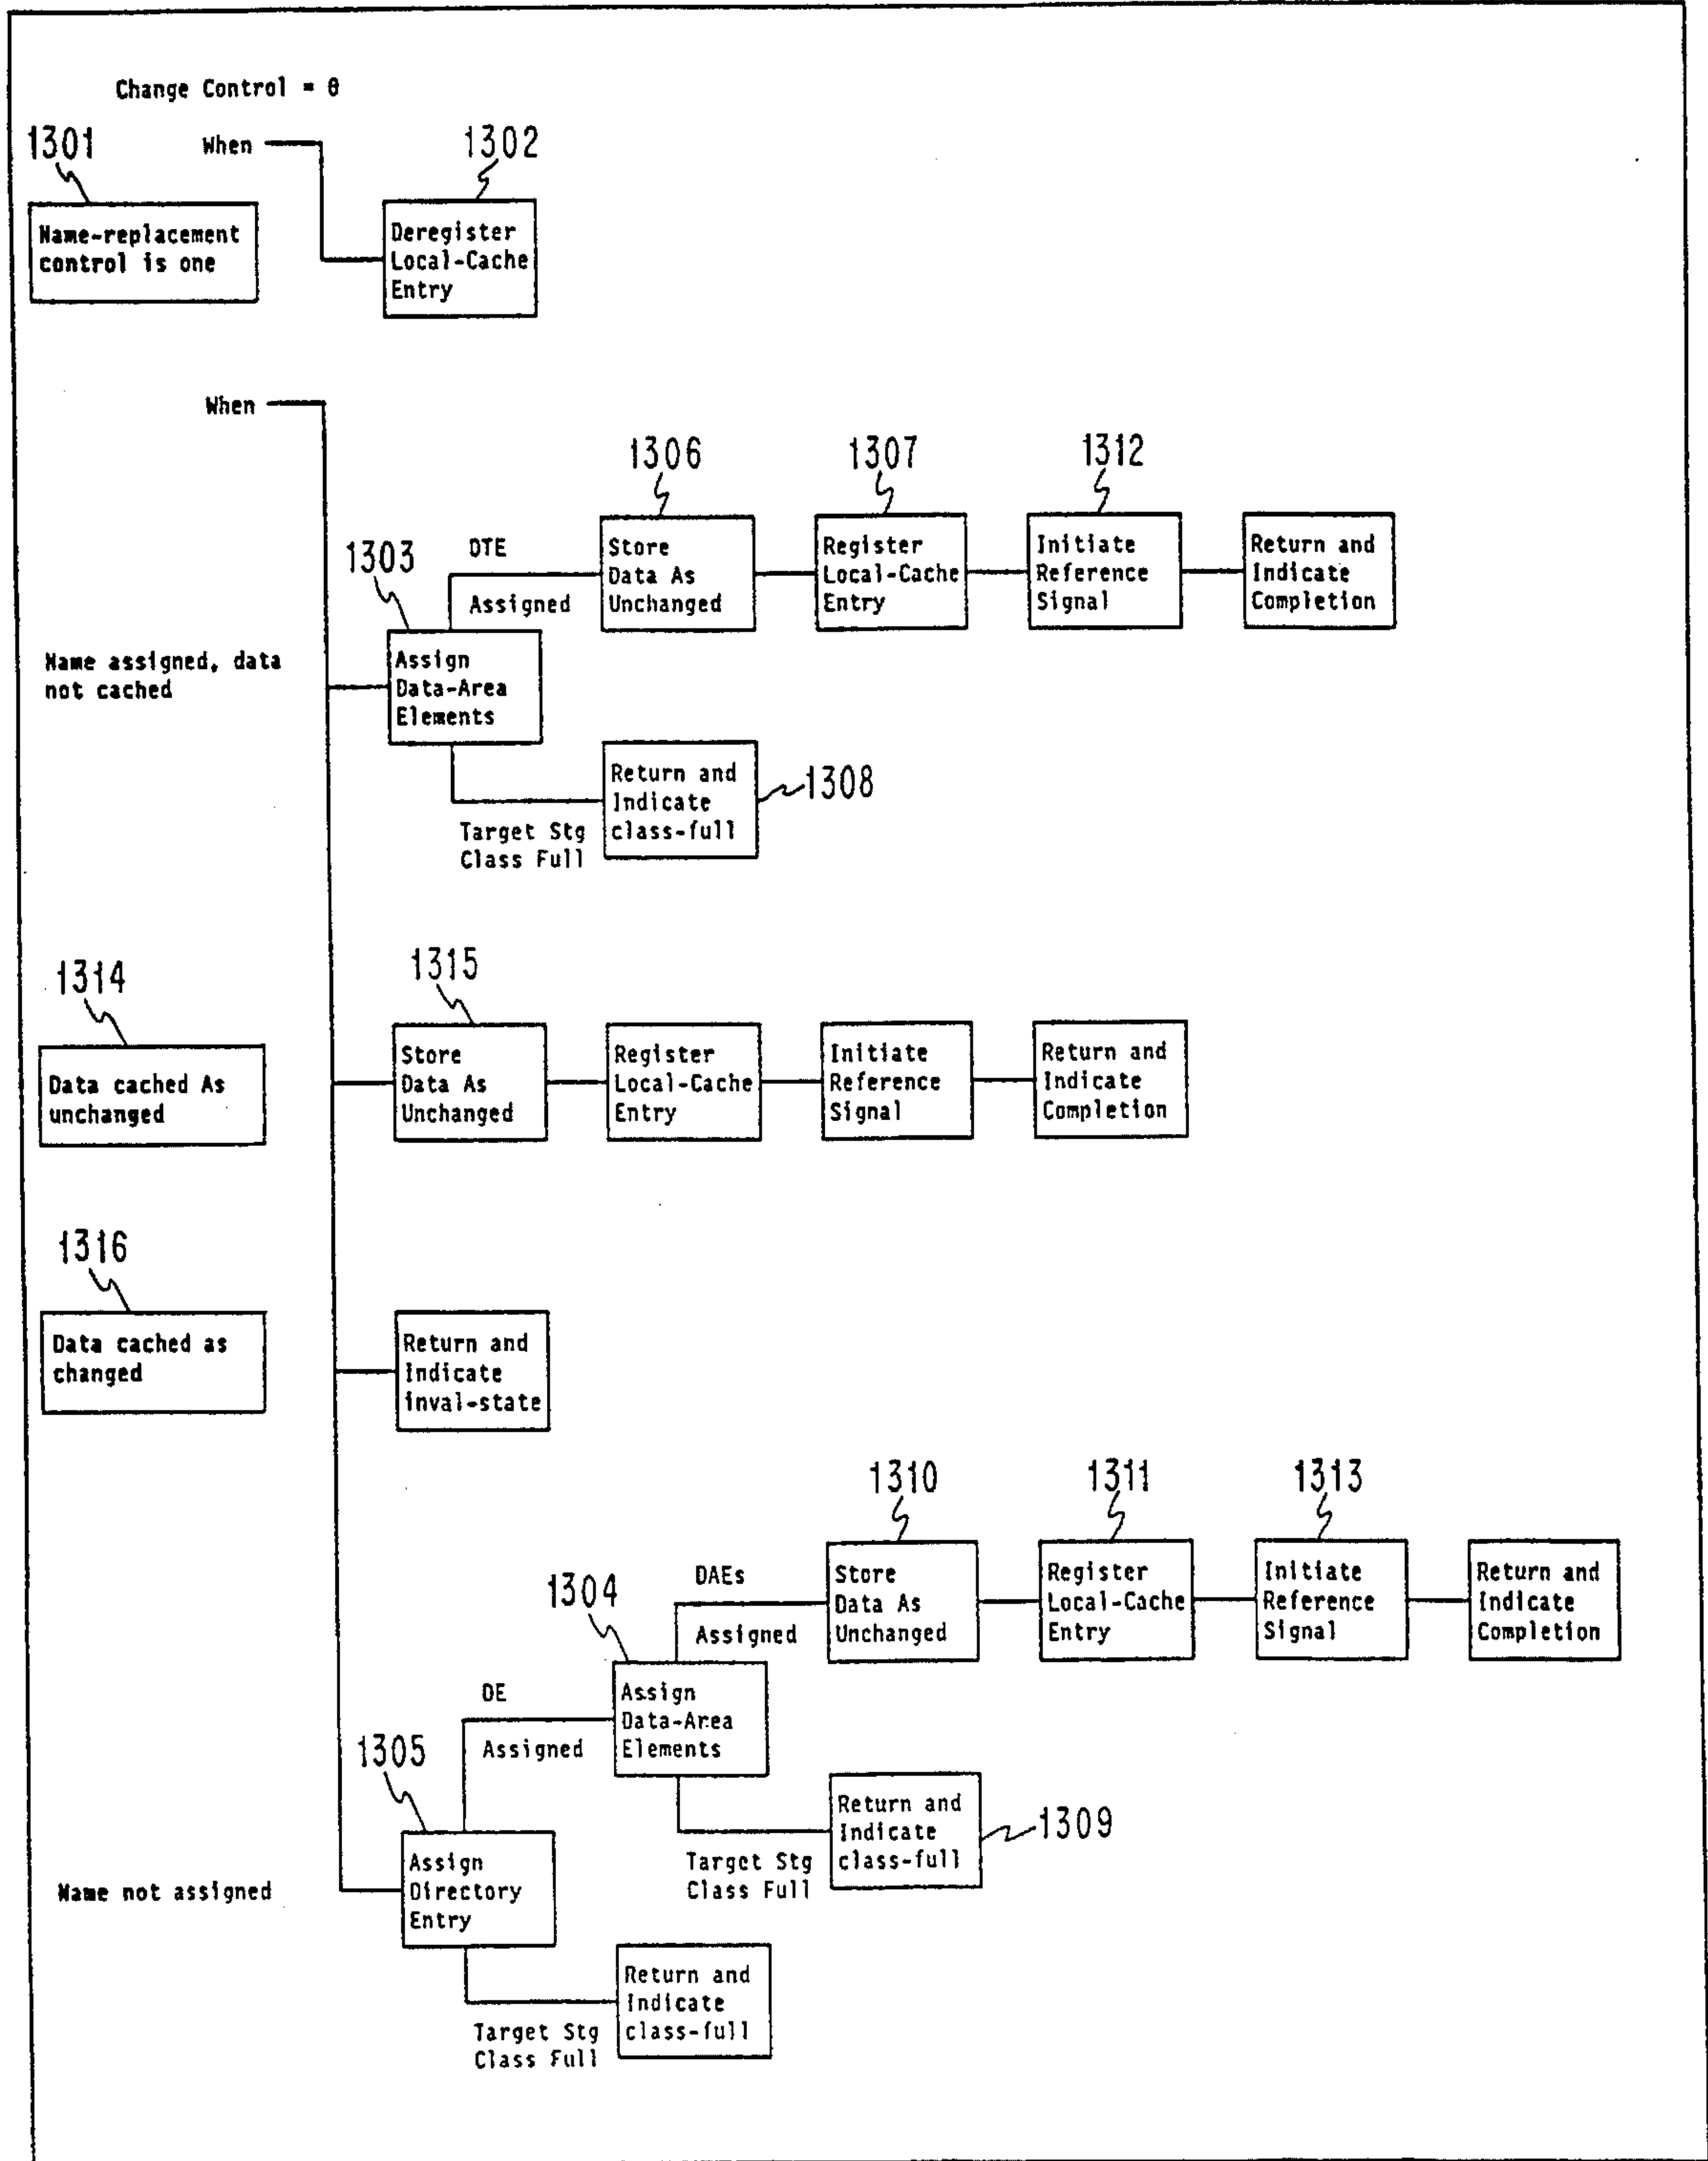 Change Control = 0
1301
When
1302
Name-replacement
control is one
Deregister
Local-Cache
Entry
When
1306
1307
1312
1303
DTE
Assigned
Store
Data As
Unchanged
Register
Local-Cache
Entry
Initiate
Reference
Signal
Return and
Indicate
Completion
Name assigned, data
not cached
Assign
Data-Area
Elements
Return and
Indicate
class-full
1308
Target Stg
Class Full
1314
1315
Data cached As
unchanged
Store
Data As
Unchanged
Register
Local-Cache
Entry
Initiate
Reference
Signal
Return and
Indicate
Completion
1316
Data cached as
changed
Return and
Indicate
inval-state
1310
1311
1313
1304
DAEs
Assigned
Store
Data As
Unchanged
Register
Local-Cache
Entry
Initiate
Reference
Signal
Return and
Indicate
Completion
1305
DE
Assigned
Assign
Data-Area
Elements
Return and
Indicate
class-full
1309
Target Stg
Class Full
Name not assigned
Assign
Directory
Entry
Return and
Indicate
class-full
Target Stg
Class Full